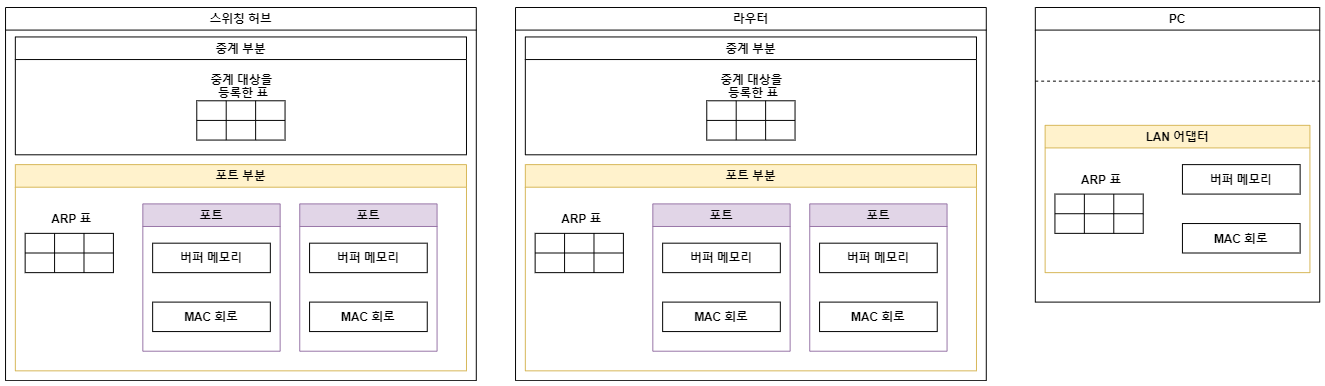 스위칭 허브
중계 부분
중계 대상을
등록한 표
포트 부분
ARP 표
포트
버퍼 메모리
MAC 회로
포트
버퍼 메모리
MAC 회로
라우터
중계 부분
중계 대상을
등록한 표
포트 부분
ARP 표
포트
버퍼 메모리
MAC 회로
포트
버퍼 메모리
MAC 회로
PC
LAN 어댑터
ARP 표
버퍼 메모리
MAC 회로